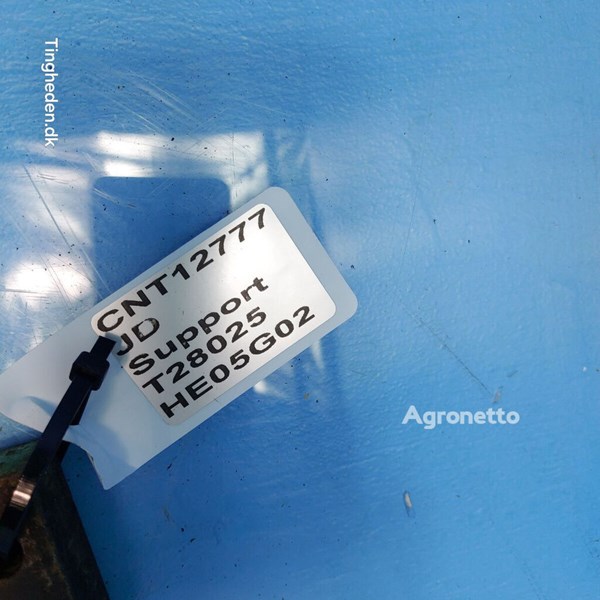 Tingheden.dk
CNT12777
JD
Support
T28025
HE05G02
Agronetto